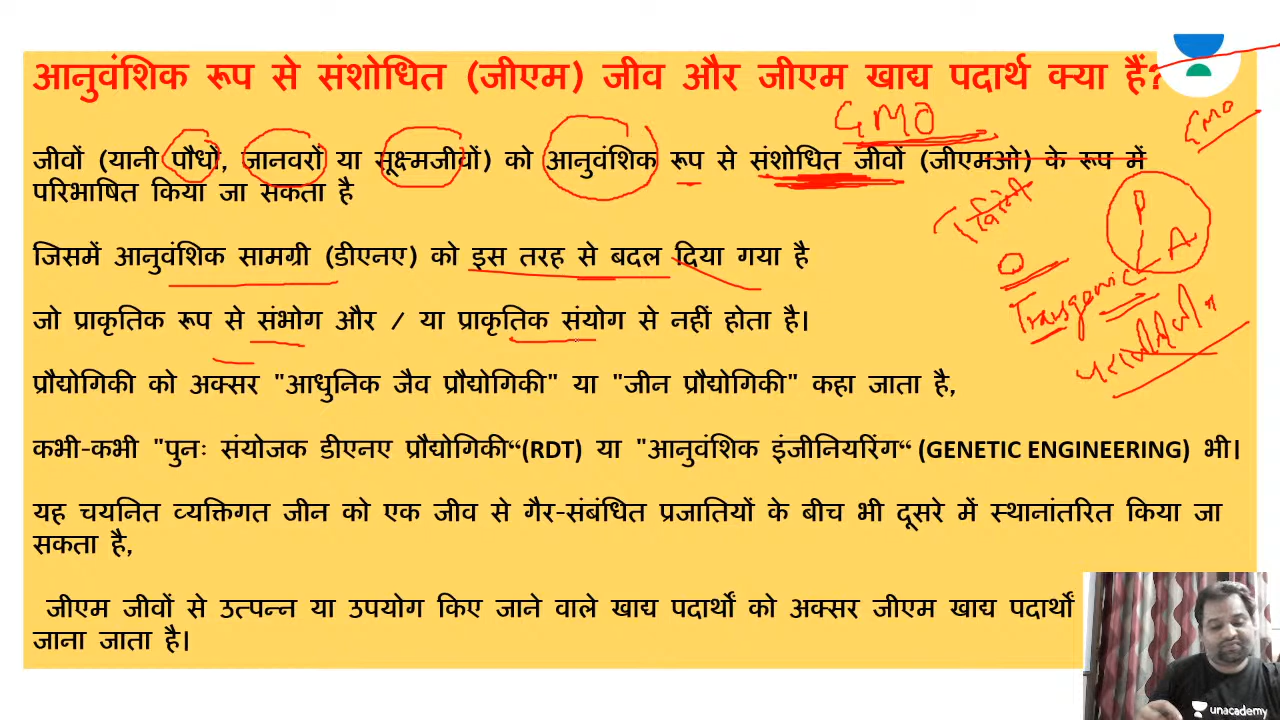 आनुवंशिक रूप से संशोधित (जीएम) जीव और जीएम खाद्य पदार्थ क्या हैं?
GMO
GMO
जीवों (यानी पौधों, जानवरों या सूक्ष्मजीवों) को आनुवंशिक रूप से संशोधित जीवों (जीएमओ) के रूप में
परिभाषित किया जा सकता है
P
A
जिसमें आनुवंशिक सामग्री (डीएनए) को इस तरह से बदल दिया गया है
Transgenic
जो प्राकृतिक रूप से संभोग और / या प्राकृतिक संयोग से नहीं होता है।
प्रौद्योगिकी को अक्सर "आधुनिक जैव प्रौद्योगिकी" या "जीन प्रौद्योगिकी" कहा जाता है,
कभी-कभी "पुनः संयोजक डीएनए प्रौद्योगिकी“(RDT) या "आनुवंशिक इंजीनियरिंग“ (GENETIC ENGINEERING) भी।
यह चयनित व्यक्तिगत जीन को एक जीव से गैर-संबंधित प्रजातियों के बीच भी दूसरे में स्थानांतरित किया जा
सकता है,
जीएम जीवों से उत्पन्न या उपयोग किए जाने वाले खाद्य पदार्थों को अक्सर जीएम खाद्य पदार्थों
जाना जाता है।
unacademy